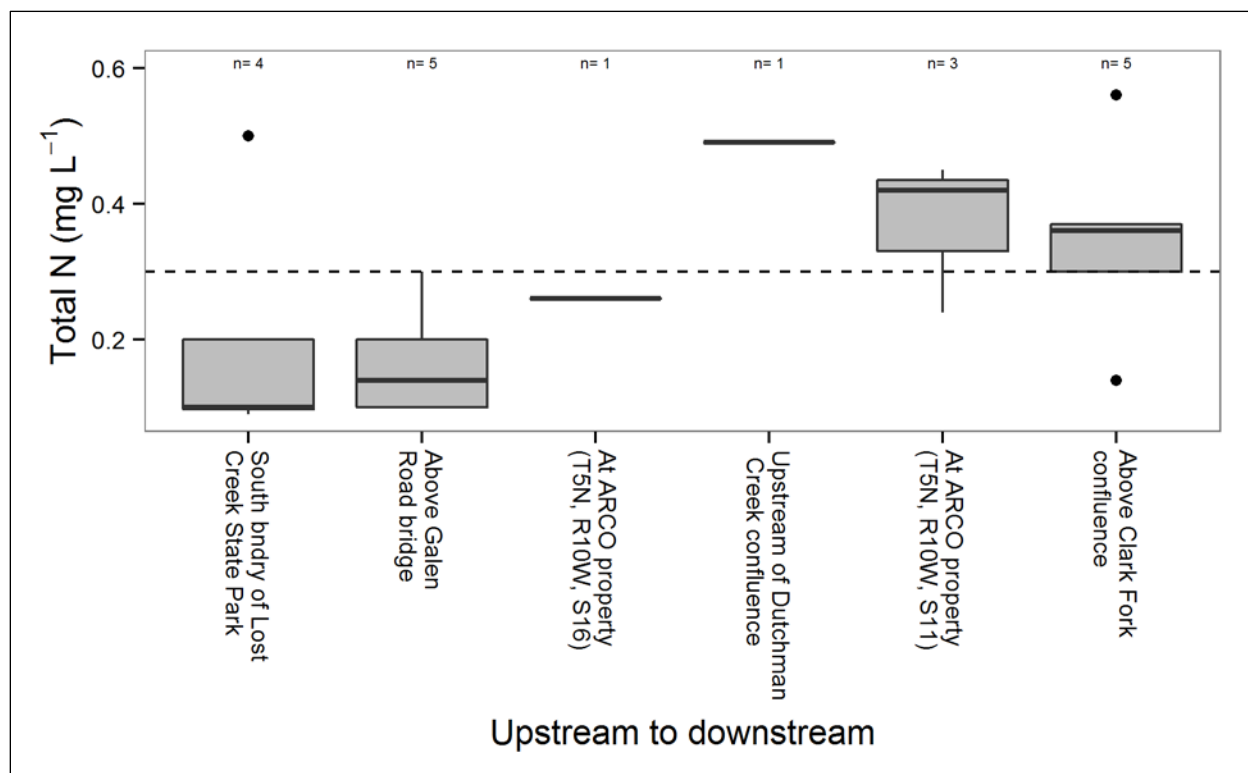 n= 4
n= 5
n= 1
n= 1
n= 3
n= 5
Total N (mg L⁻¹)
0.6
0.4
0.2
South bndry of Lost
Creek State Park
Above Galen
Road bridge
At ARCO property
(T5N, R10W, S16)
Upstream of Dutchman
Creek confluence
At ARCO property
(T5N, R10W, S11)
Above Clark Fork
confluence
Upstream to downstream